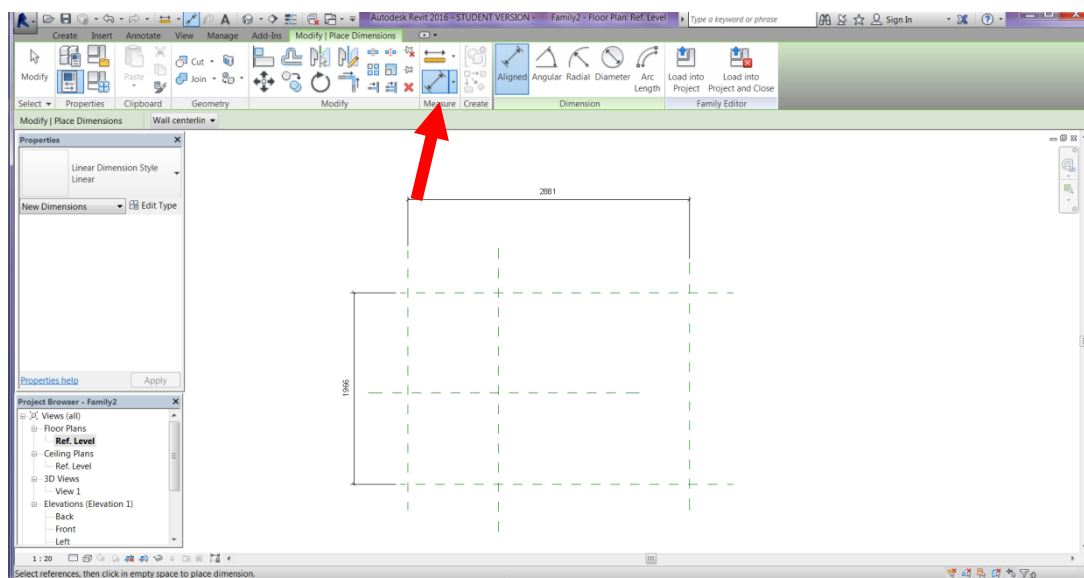 Autodesk Revit 2016 - STUDENT VERSION - Family2 - Floor Plan: Ref. Level
Type a keyword or phrase
Sign In
Create Insert Annotate View Manage Add-Ins Modify | Place Dimensions
Modify Paste Cut Join Aligned Angular Radial Diameter Arc Length Load into Project Load into Project and Close
Select Properties Clipboard Geometry Modify Measure Create Dimension Family Editor
Modify | Place Dimensions Wall centerlin
Properties
Linear Dimension Style
Linear
New Dimensions Edit Type
Properties help Apply
2881
1966
Project Browser - Family2
Views (all)
Floor Plans
Ref. Level
Ceiling Plans
Ref. Level
3D Views
View 1
Elevations (Elevation 1)
Back
Front
Left
1 : 20
Select references, then click in empty space to place dimension.
:0